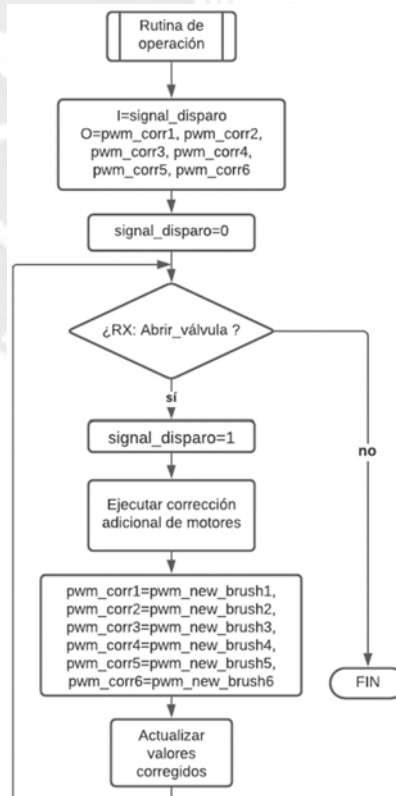 Rutina de
operación
I=signal_disparo
O=pwm_corr1, pwm_corr2,
pwm_corr3, pwm_corr4,
pwm_corr5, pwm_corr6
signal_disparo=0
¿RX: Abrir_válvula ?
sí
no
signal_disparo=1
Ejecutar corrección
adicional de motores
pwm_corr1=pwm_new_brush1,
pwm_corr2=pwm_new_brush2,
pwm_corr3=pwm_new_brush3,
pwm_corr4=pwm_new_brush4,
pwm_corr5=pwm_new_brush5,
pwm_corr6=pwm_new_brush6
FIN
Actualizar
valores
corregidos